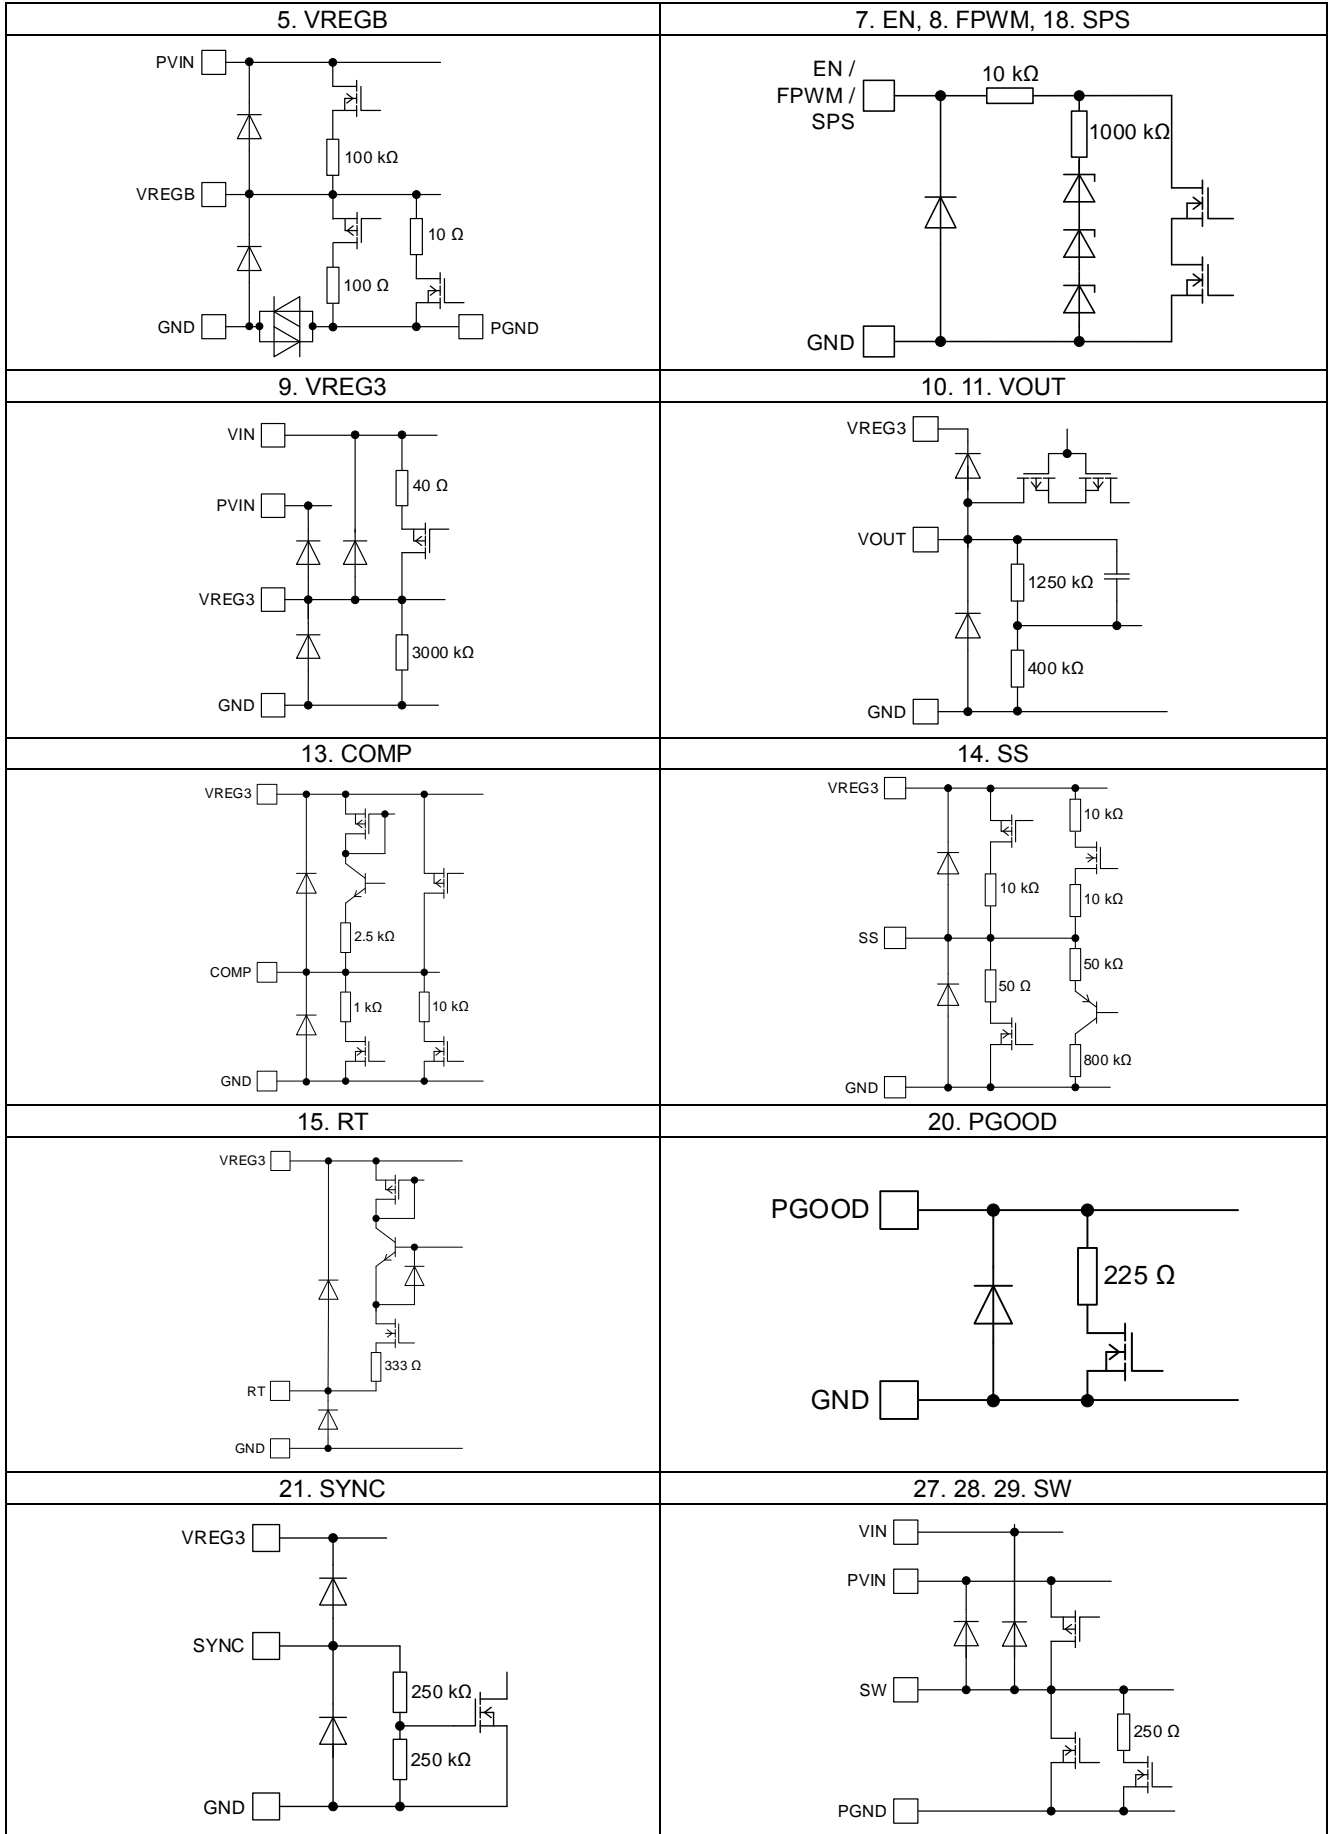 5. VREGB
PVIN
100 kΩ
VREGB
10 Ω
100 Ω
GND
PGND
7. EN, 8. FPWM, 18. SPS
EN /
FPWM /
SPS
10 kΩ
1000 kΩ
GND
9. VREG3
VIN
40 Ω
PVIN
VREG3
3000 kΩ
GND
10. 11. VOUT
VREG3
VOUT
1250 kΩ
400 kΩ
GND
13. COMP
VREG3
2.5 kΩ
COMP
1 kΩ
10 kΩ
GND
14. SS
VREG3
10 kΩ
10 kΩ
10 kΩ
SS
50 kΩ
50 Ω
800 kΩ
GND
15. RT
VREG3
333 Ω
RT
GND
20. PGOOD
PGOOD
225 Ω
GND
21. SYNC
VREG3
SYNC
250 kΩ
250 kΩ
GND
27. 28. 29. SW
VIN
PVIN
SW
250 Ω
PGND